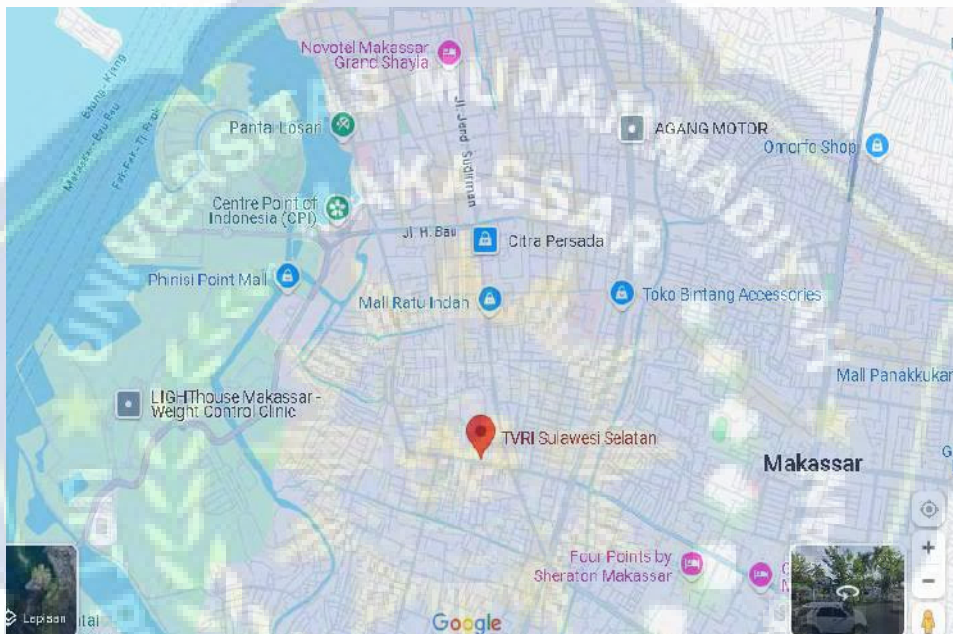 Novotel Makassar
Grand Shayla
Pantai Losari
AGANG MOTOR
Omorfo Shop
Jl. Jend Sudirman
UNIVERSITAS MUHAMMADIYAH
MAKASSAR
Centre Point of
Indonesia (CPI)
Jl. H. Bau
Citra Persada
Phinisi Point Mall
Mall Ratu Indah
Toko Bintang Accessories
Mall Panakkukan
LIGHThouse Makassar -
Weight Control Clinic
TVRI Sulawesi Selatan
Makassar
G
Four Points by
Sheraton Makassar
Lapisan
Google